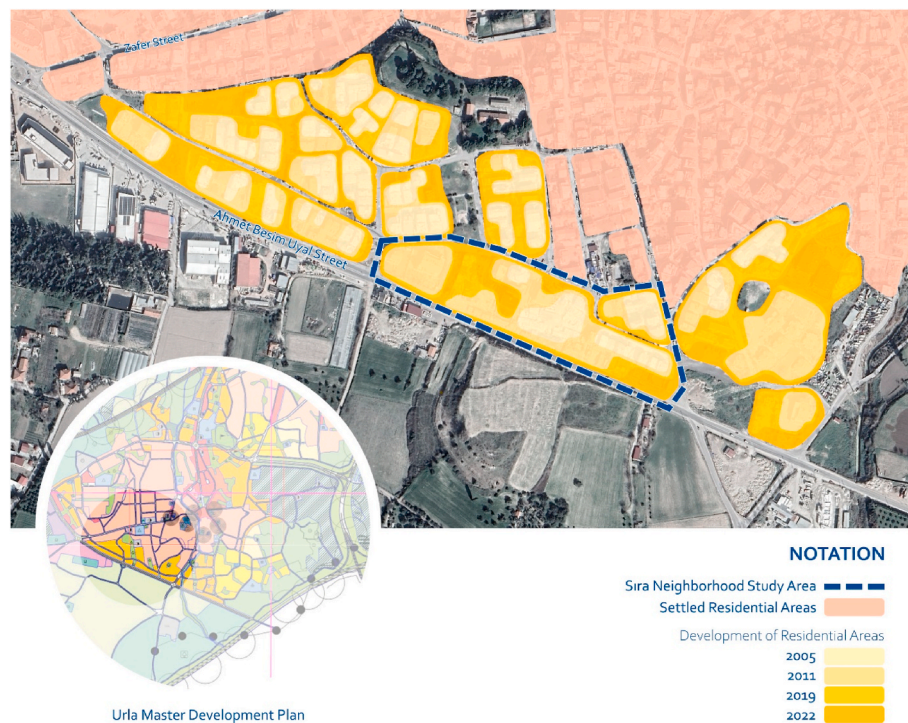 Zafer Street
Ahmet Besim Uyal Street
NOTATION
Sıra Neighborhood Study Area
Settled Residential Areas
Development of Residential Areas
2005
2011
2019
2022
Urla Master Development Plan